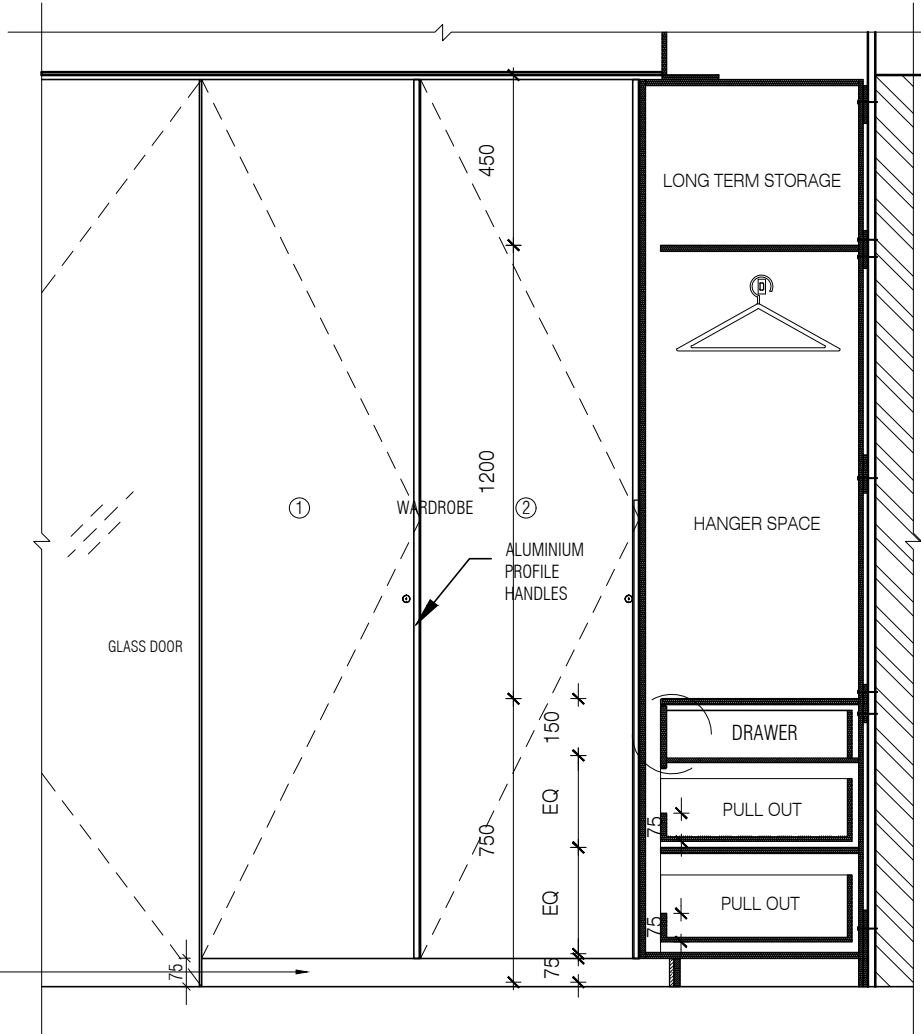 450
LONG TERM STORAGE
1200
①
WARDROBE
②
HANGER SPACE
ALUMINIUM
PROFILE
HANDLES
GLASS DOOR
150
DRAWER
EQ
PULL OUT
75
750
EQ
PULL OUT
75
75
75